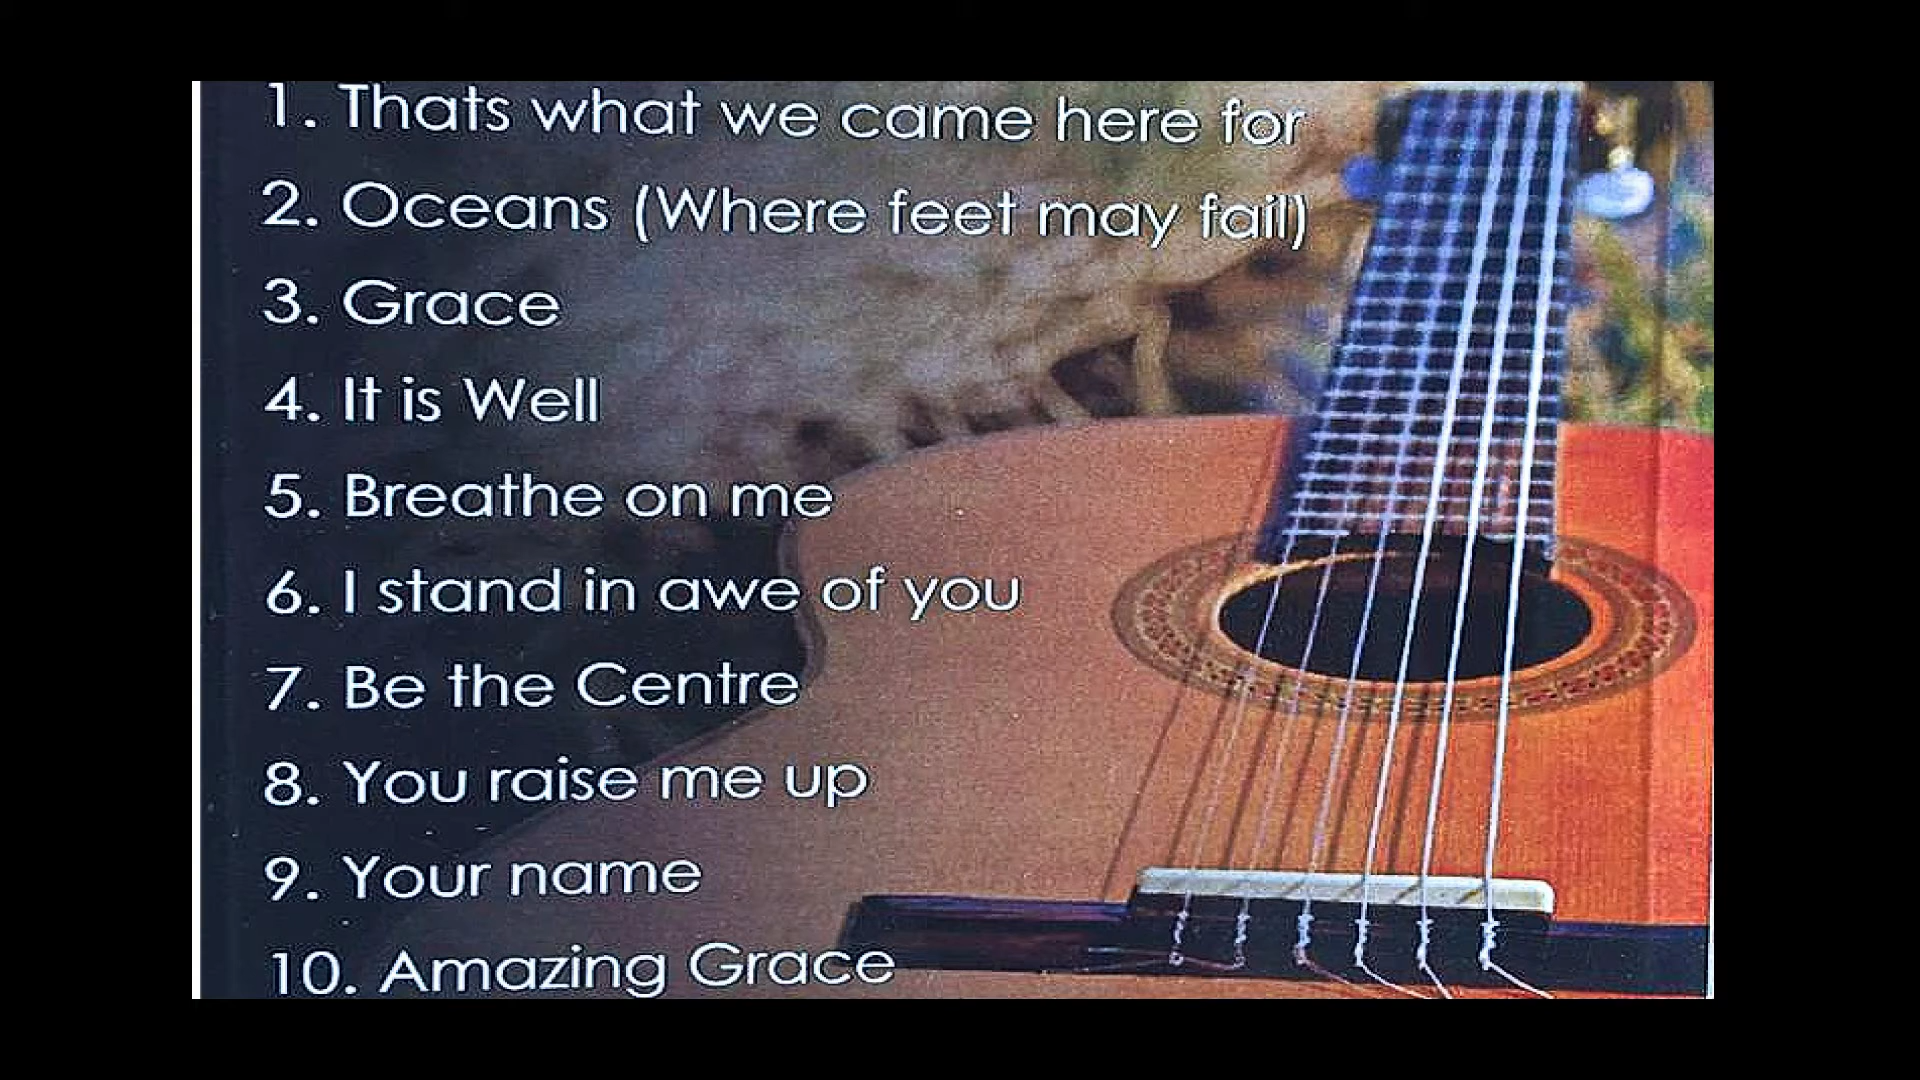 1. Thats what we came here for
2. Oceans (Where feet may fail)
3. Grace
4. It is Well
5. Breathe on me
6. I stand in awe of you
7. Be the Centre
8. You raise me up
9. Your name
10. Amazing Grace